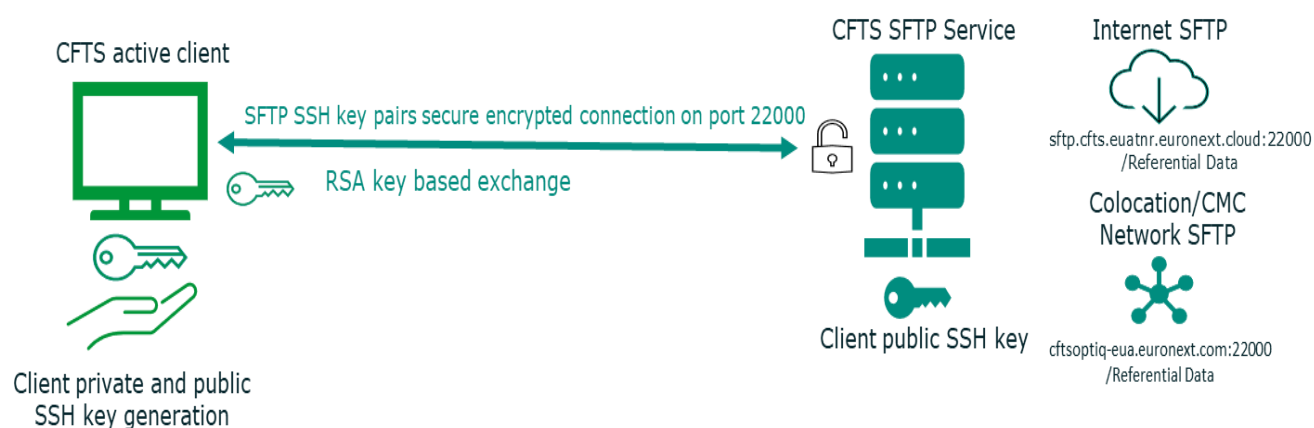 CFTS active client
SFTP SSH key pairs secure encrypted connection on port 22000
RSA key based exchange
Client private and public
SSH key generation
CFTS SFTP Service
Client public SSH key
Internet SFTP
sftp.cfts.euatnr.euronext.cloud:22000
/Referential Data
Colocation/CMC
Network SFTP
cftsoptiq-eua.euronext.com:22000
/Referential Data